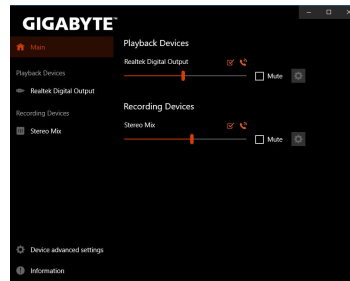 GIGABYTE™
Main
Playback Devices
Realtek Digital Output
Recording Devices
Stereo Mix
Device advanced settings
Information
Playback Devices
Realtek Digital Output
Mute
Recording Devices
Stereo Mix
Mute